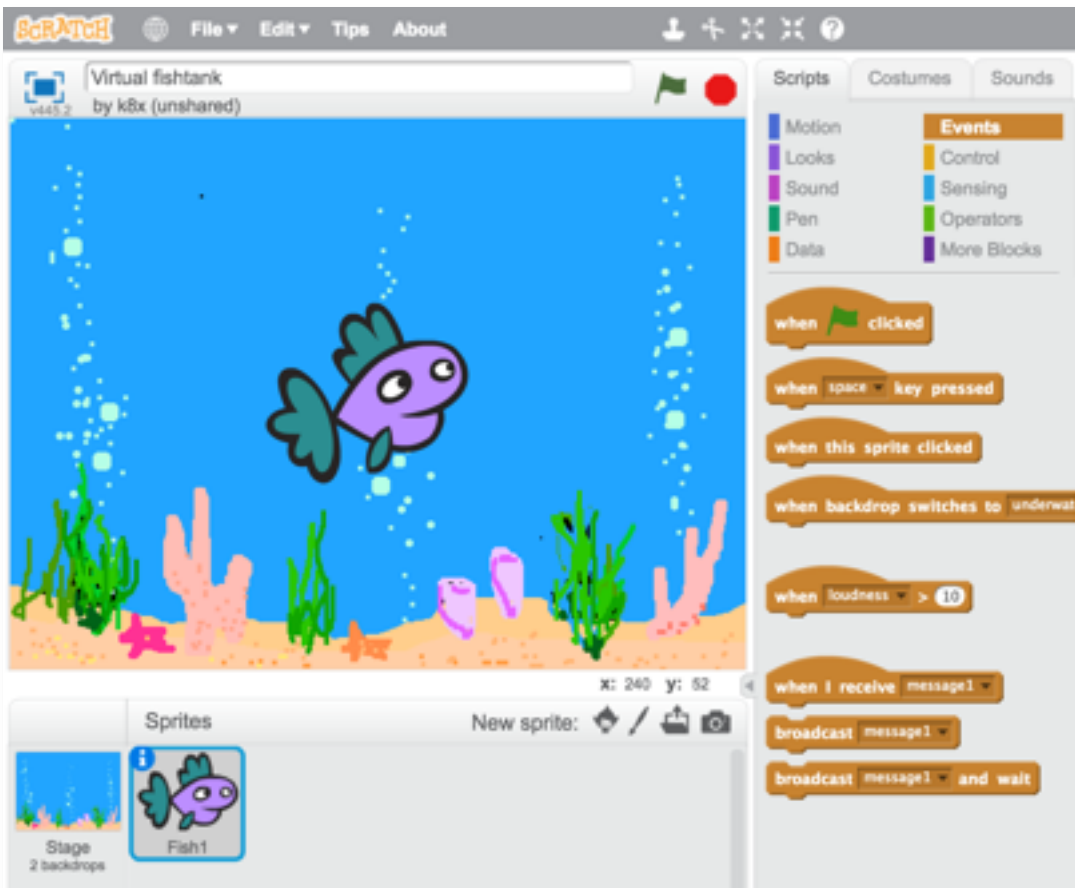 SCRATCH File Edit Tips About
Virtual fishtank
v445.2 by k8x (unshared)
Scripts Costumes Sounds
Motion Events
Looks Control
Sound Sensing
Pen Operators
Data More Blocks
when clicked
when space key pressed
when this sprite clicked
when backdrop switches to underwat
when loudness > 10
when I receive message1
broadcast message1
broadcast message1 and wait
x: 240 y: 52
Sprites New sprite:
Stage
2 backdrops
Fish1